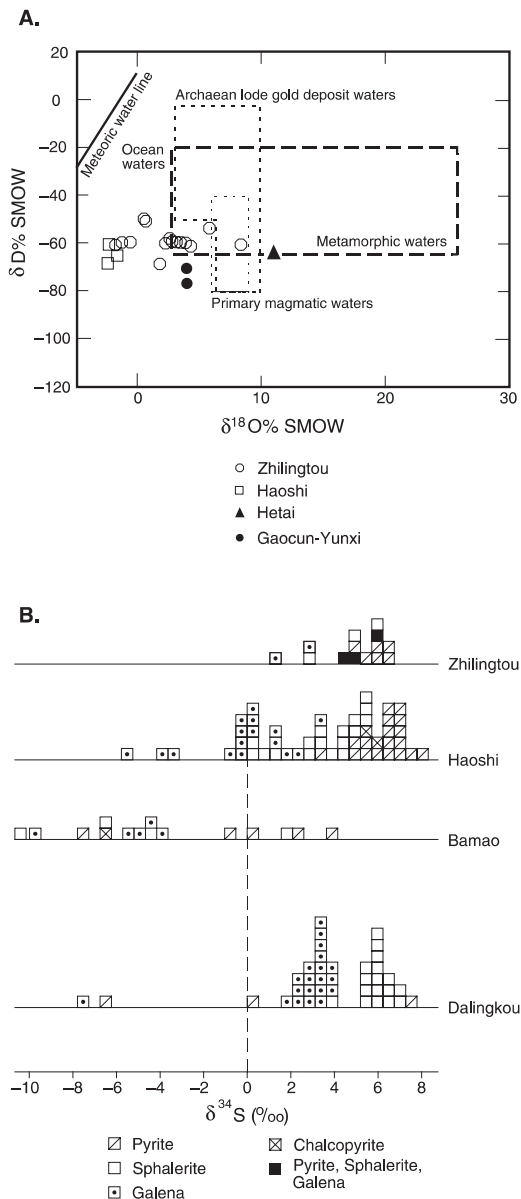 A.
20
0
−20
−40
−60
−80
−100
−120
δD% SMOW
Meteoric water line
Archaean lode gold deposit waters
Ocean
waters
Metamorphic waters
Primary magmatic waters
0
10
20
30
δ18O% SMOW
Zhilingtou
Haoshi
Hetai
Gaocun-Yunxi
B.
Zhilingtou
Haoshi
Bamao
Dalingkou
−10
−8
−6
−4
−2
0
2
4
6
8
δ34S (‰)
Pyrite
Sphalerite
Galena
Chalcopyrite
Pyrite, Sphalerite,
Galena